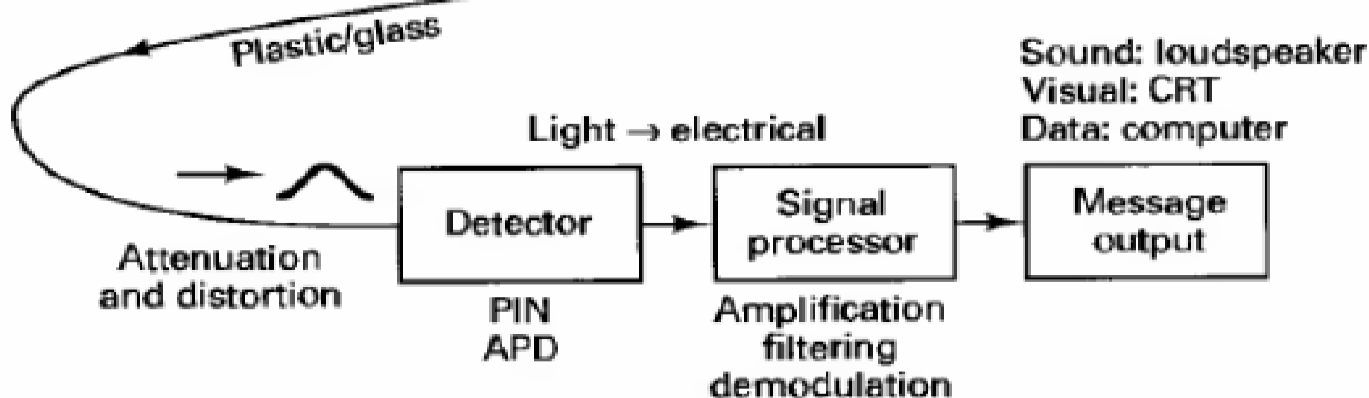 Plastic/glass
Sound: loudspeaker
Visual: CRT
Data: computer
Light → electrical
Detector
Signal
processor
Message
output
Attenuation
and distortion
PIN
APD
Amplification
filtering
demodulation